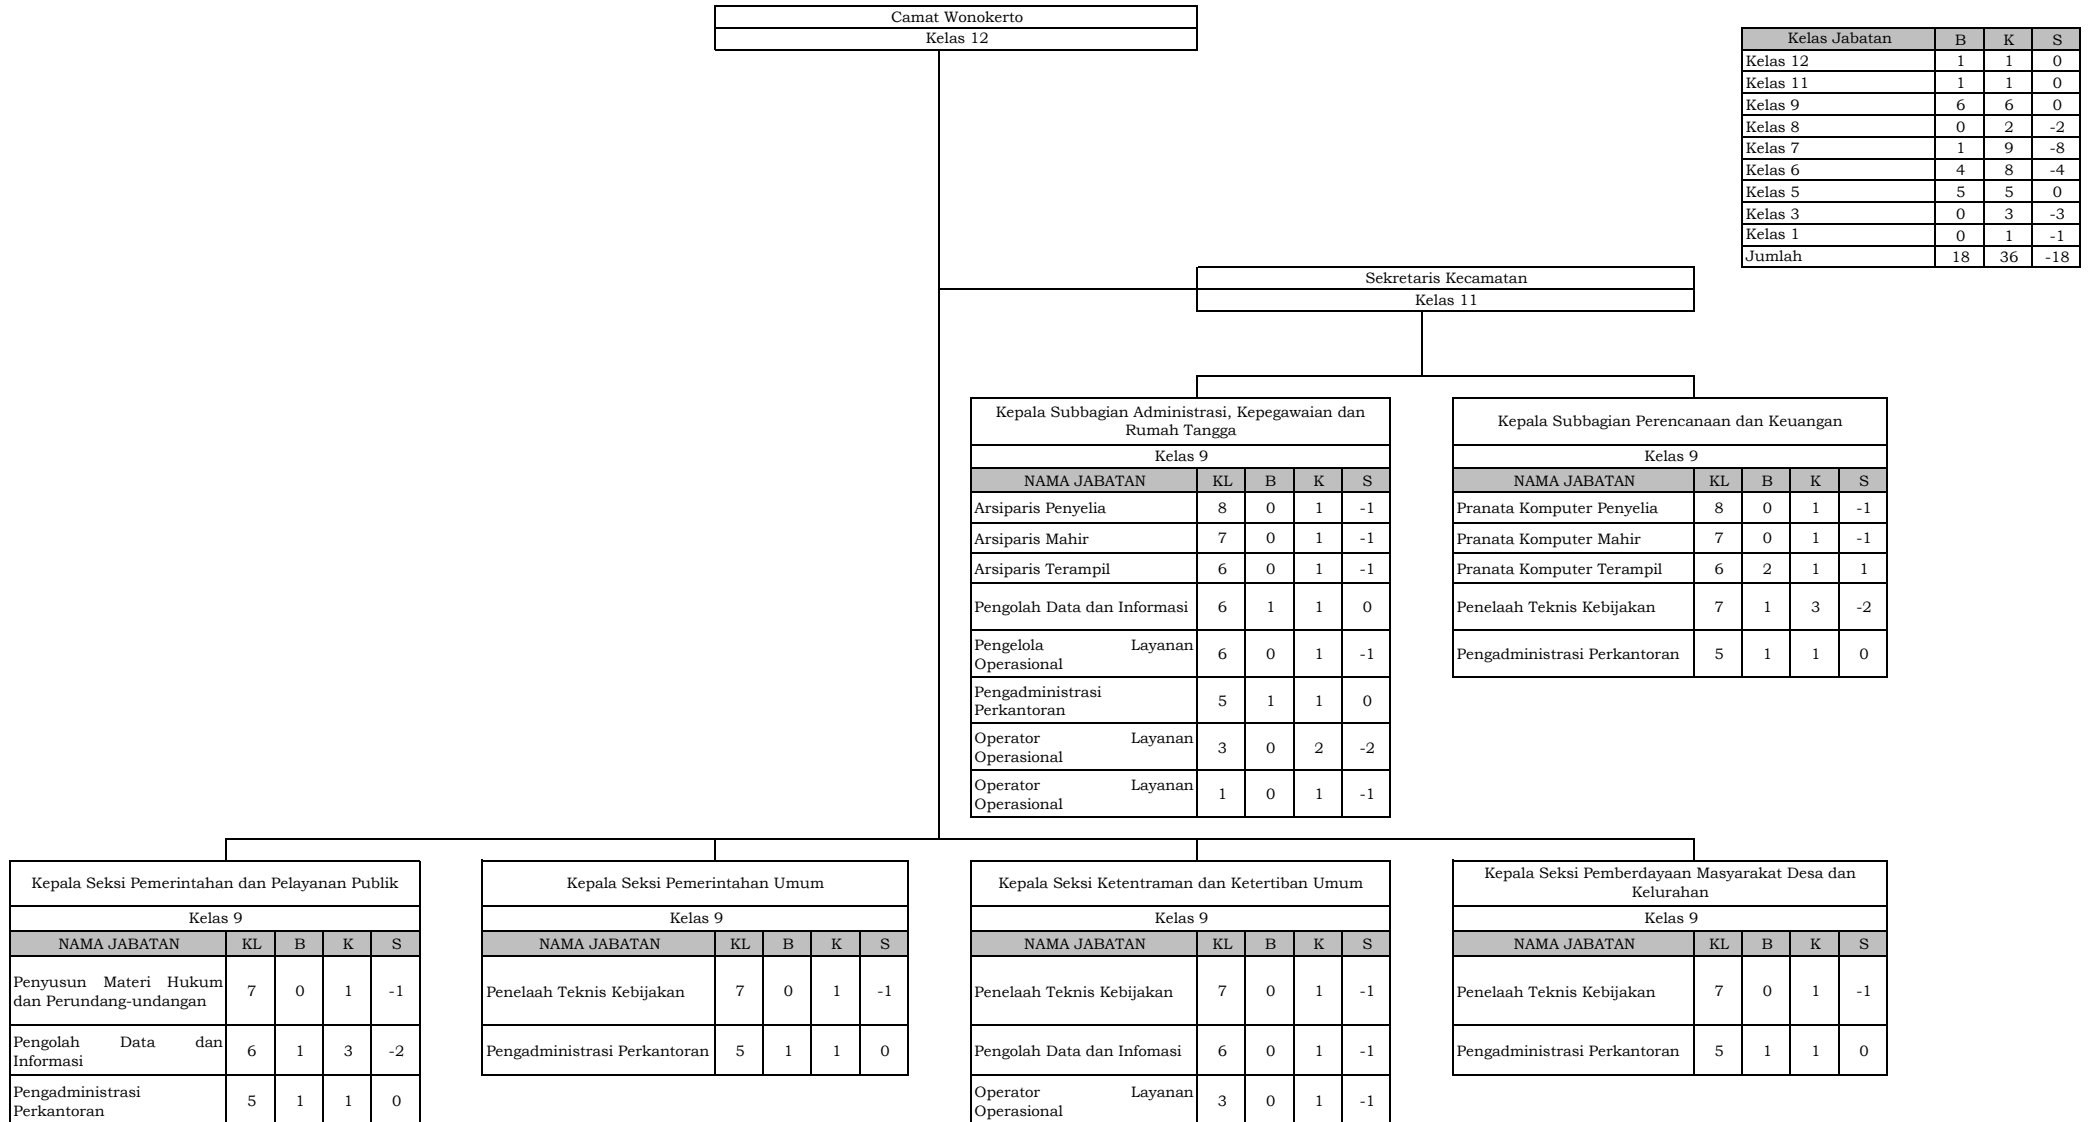 Camat Wonokerto
Kelas 12
Kelas Jabatan B K S
Kelas 12 1 1 0
Kelas 11 1 1 0
Kelas 9 6 6 0
Kelas 8 0 2 -2
Kelas 7 1 9 -8
Kelas 6 4 8 -4
Kelas 5 5 5 0
Kelas 3 0 3 -3
Kelas 1 0 1 -1
Jumlah 18 36 -18
Sekretaris Kecamatan
Kelas 11
Kepala Subbagian Administrasi, Kepegawaian dan
Rumah Tangga
Kelas 9
NAMA JABATAN KL B K S
Arsiparis Penyelia 8 0 1 -1
Arsiparis Mahir 7 0 1 -1
Arsiparis Terampil 6 0 1 -1
Pengolah Data dan Informasi 6 1 1 0
Pengelola Layanan
Operasional 6 0 1 -1
Pengadministrasi
Perkantoran 5 1 1 0
Operator Layanan
Operasional 3 0 2 -2
Operator Layanan
Operasional 1 0 1 -1
Kepala Subbagian Perencanaan dan Keuangan
Kelas 9
NAMA JABATAN KL B K S
Pranata Komputer Penyelia 8 0 1 -1
Pranata Komputer Mahir 7 0 1 -1
Pranata Komputer Terampil 6 2 1 1
Penelaah Teknis Kebijakan 7 1 3 -2
Pengadministrasi Perkantoran 5 1 1 0
Kepala Seksi Pemerintahan dan Pelayanan Publik
Kelas 9
NAMA JABATAN KL B K S
Penyusun Materi Hukum
dan Perundang-undangan 7 0 1 -1
Pengolah Data dan
Informasi 6 1 3 -2
Pengadministrasi
Perkantoran 5 1 1 0
Kepala Seksi Pemerintahan Umum
Kelas 9
NAMA JABATAN KL B K S
Penelaah Teknis Kebijakan 7 0 1 -1
Pengadministrasi Perkantoran 5 1 1 0
Kepala Seksi Ketentraman dan Ketertiban Umum
Kelas 9
NAMA JABATAN KL B K S
Penelaah Teknis Kebijakan 7 0 1 -1
Pengolah Data dan Infomasi 6 0 1 -1
Operator Layanan
Operasional 3 0 1 -1
Kepala Seksi Pemberdayaan Masyarakat Desa dan
Kelurahan
Kelas 9
NAMA JABATAN KL B K S
Penelaah Teknis Kebijakan 7 0 1 -1
Pengadministrasi Perkantoran 5 1 1 0